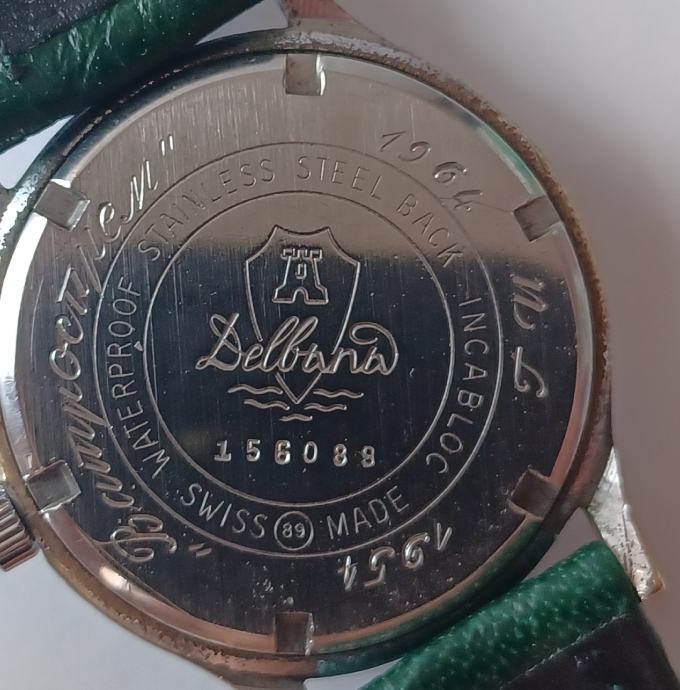 WATERPROOF STAINLESS STEEL BACK INCABLOC
SWISS 89 MADE
Delbana
156088
1964
1954